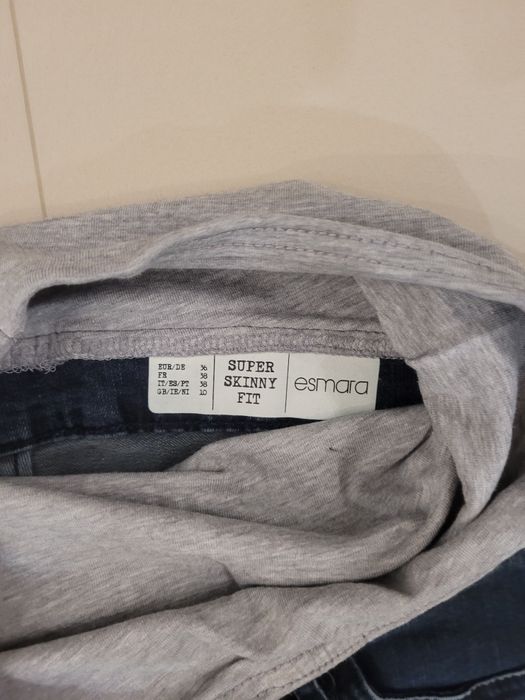 EUR/DE 36
FR 38
IT/ES/PT 38
GB/IE/NI 10
SUPER
SKINNY
FIT
esmara